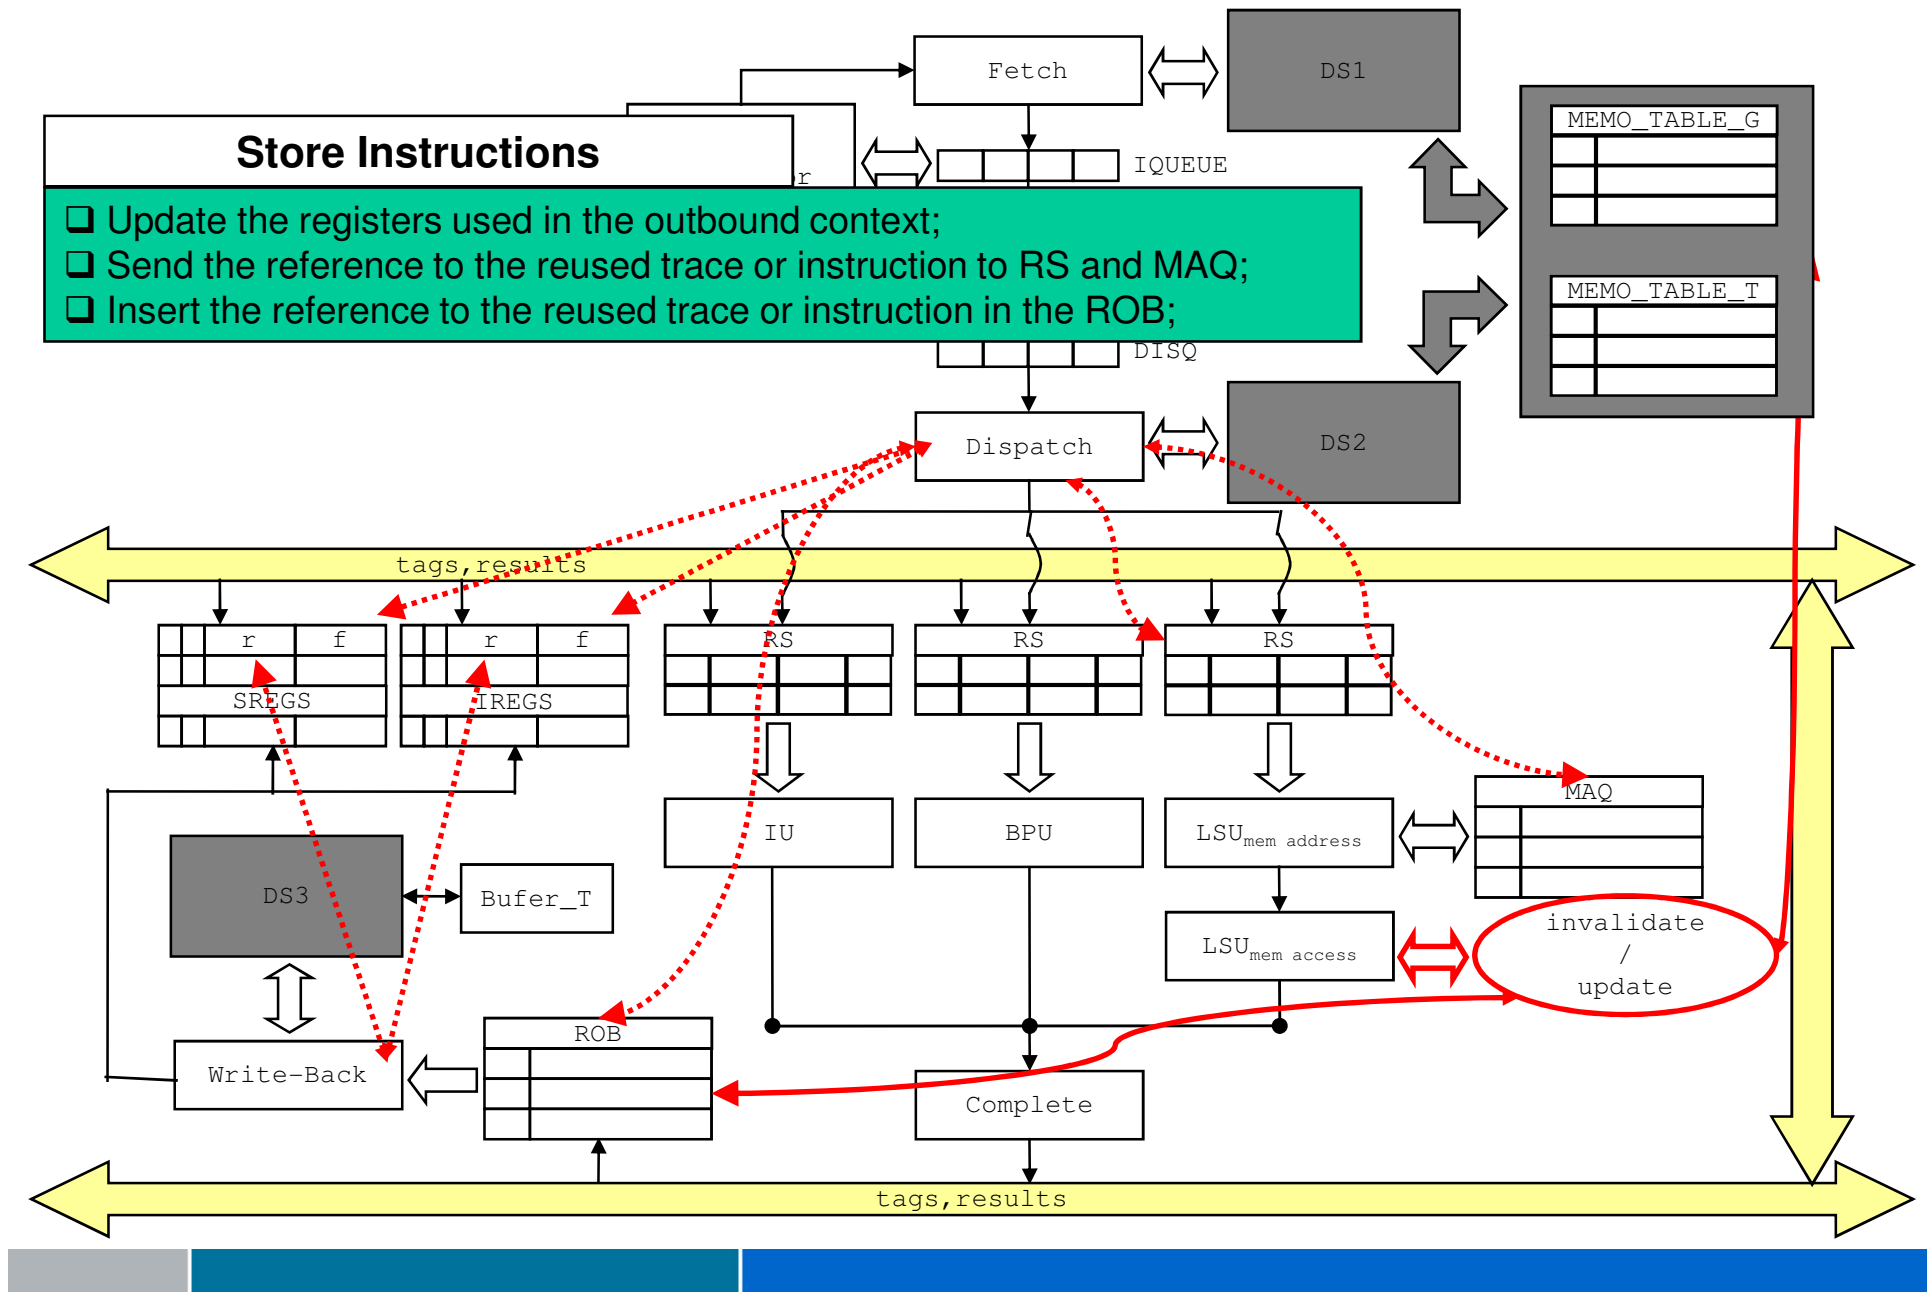 Fetch
DS1
MEMO_TABLE_G
Store Instructions
IQUEUE
❑ Update the registers used in the outbound context;
❑ Send the reference to the reused trace or instruction to RS and MAQ;
❑ Insert the reference to the reused trace or instruction in the ROB;
MEMO_TABLE_T
DISQ
Dispatch
DS2
tags,results
r f
r f
RS
RS
RS
SREGS
IREGS
MAQ
IU
BPU
LSUmem address
DS3
Bufer_T
invalidate
/
update
LSUmem access
ROB
Write-Back
Complete
tags,results